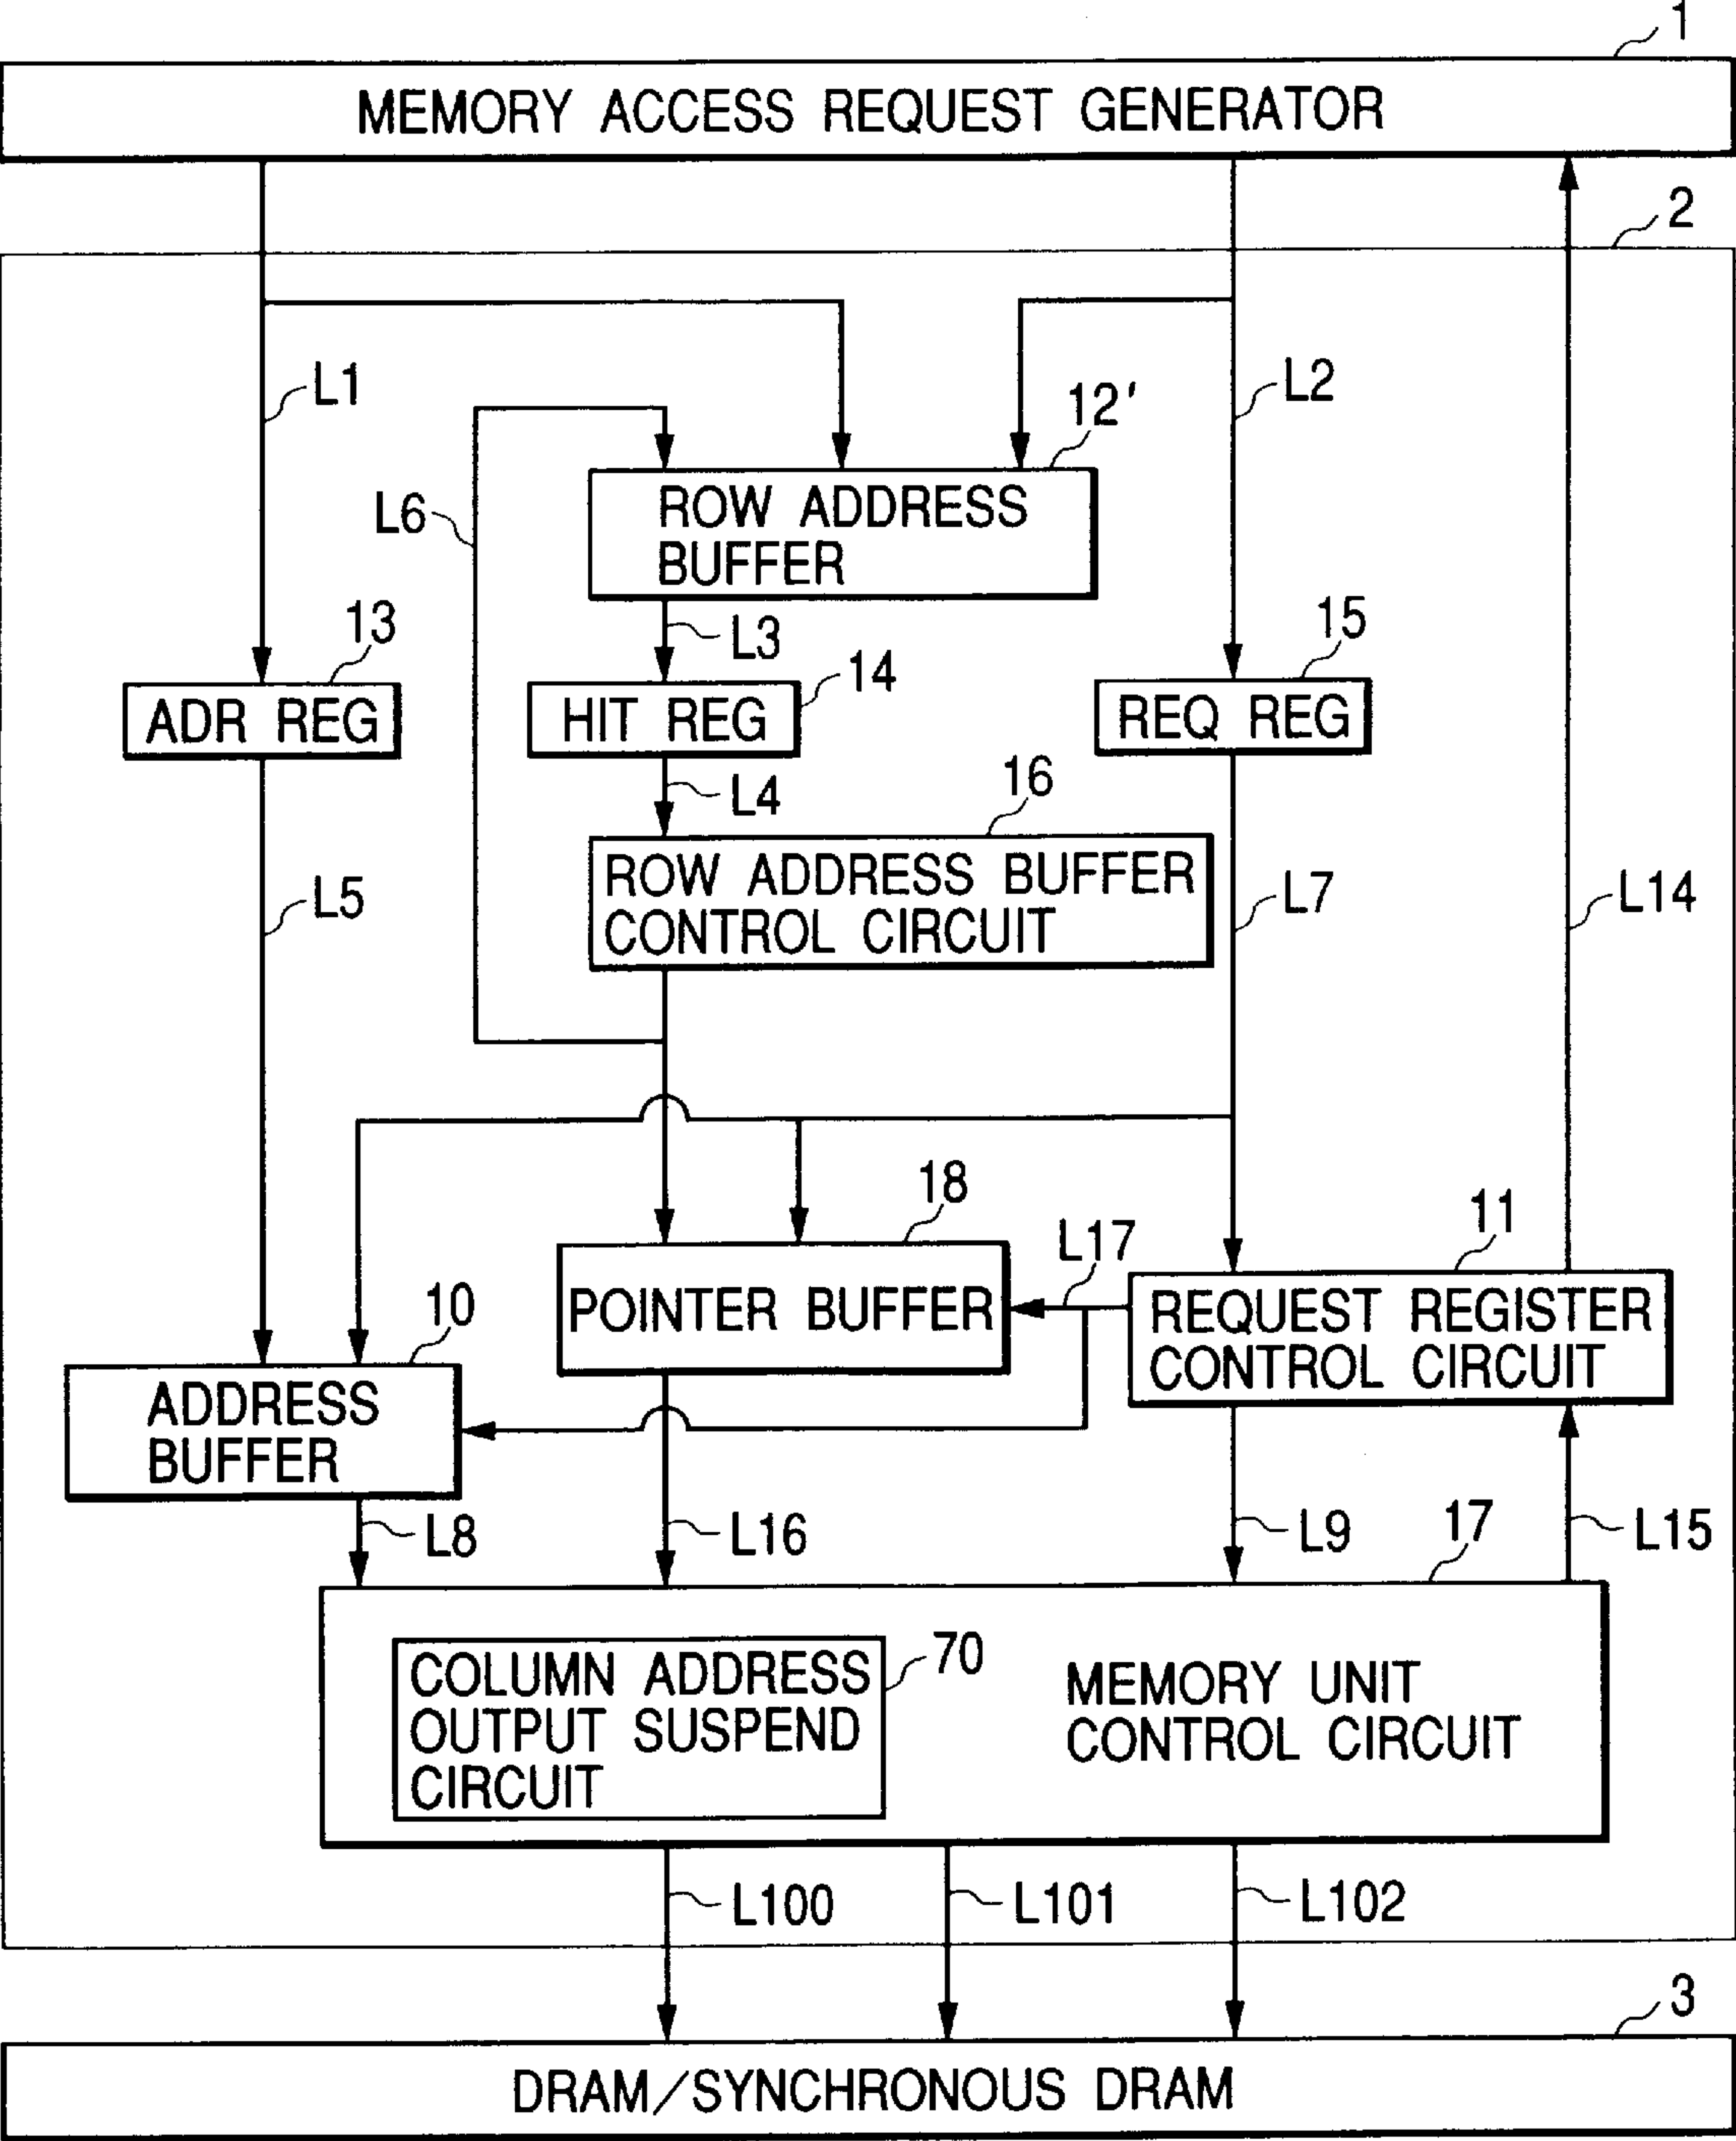 1
MEMORY ACCESS REQUEST GENERATOR
2
L1
L2
12'
L6
ROW ADDRESS
BUFFER
13
L3
15
14
ADR REG
HIT REG
REQ REG
L4
16
L5
ROW ADDRESS BUFFER
CONTROL CIRCUIT
L7
L14
18
11
L17
10
POINTER BUFFER
REQUEST REGISTER
CONTROL CIRCUIT
ADDRESS
BUFFER
L8
L16
L9
17
L15
70
COLUMN ADDRESS
OUTPUT SUSPEND
CIRCUIT
MEMORY UNIT
CONTROL CIRCUIT
L100
L101
L102
3
DRAM/SYNCHRONOUS DRAM